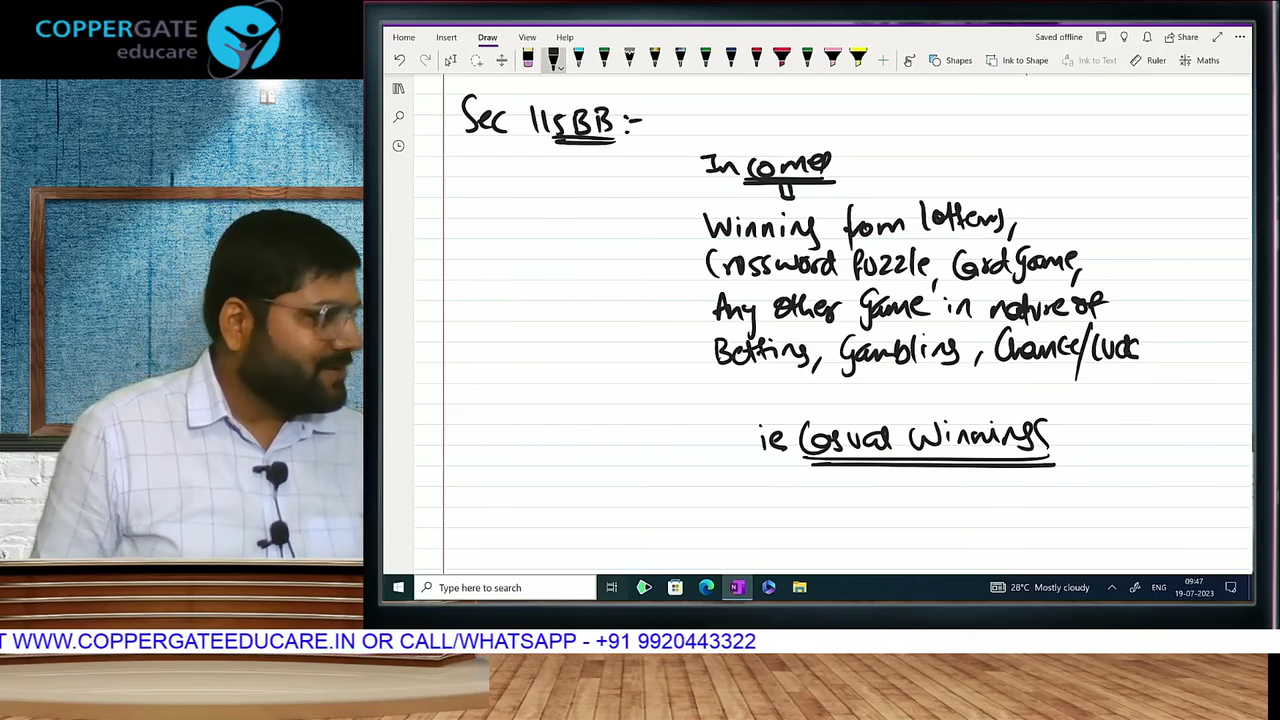 COPPERGATE
educare
Home Insert Draw View Help
Saved offline
Share
Shapes
Ink to Shape
Ink to Text
Ruler
Maths
Sec 115BB :-
Income
Winning from lottery,
Crossword Puzzle, Card game,
Any other Game in nature of
Betting, Gambling, Chance/Luck
ie Casual Winnings
Type here to search
28°C Mostly cloudy
ENG
09:47
19-07-2023
T WWW.COPPERGATEEDUCARE.IN OR CALL/WHATSAPP - +91 9920443322